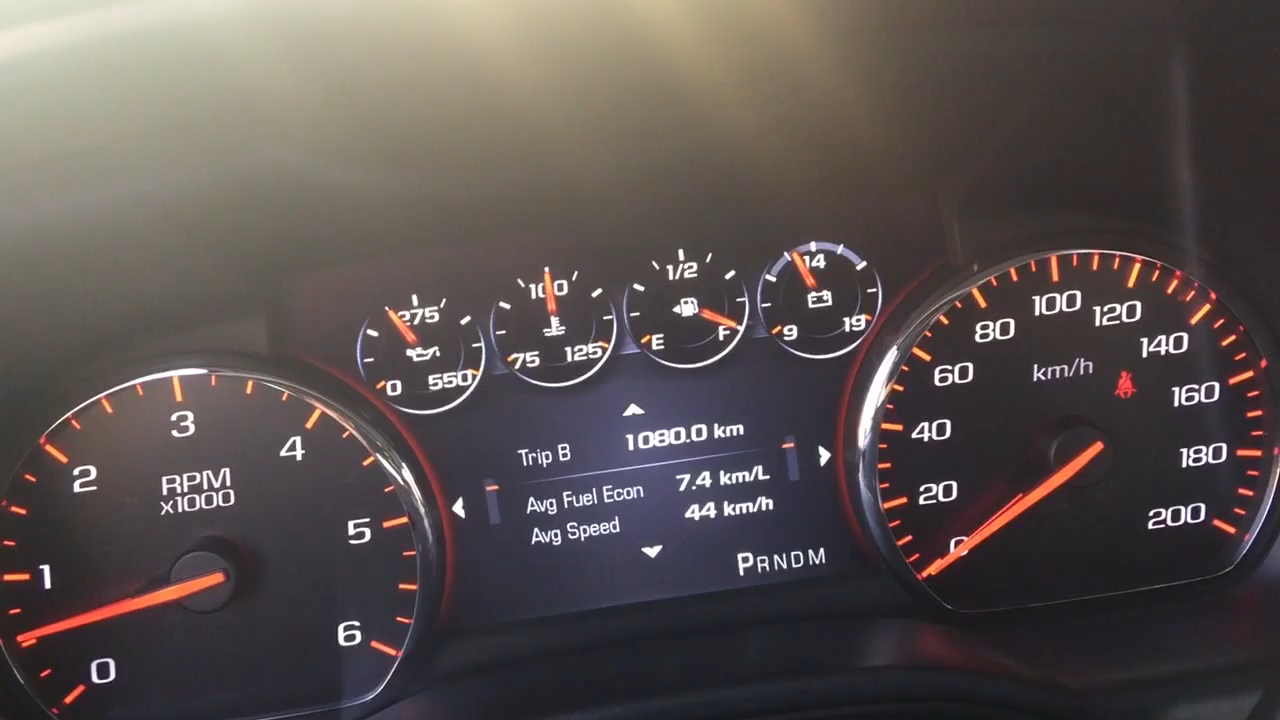 275
0 550
100
75 125
1/2
E F
14
9 19
0 1 2 3 4 5 6
RPM
x1000
Trip B 1080.0 km
Avg Fuel Econ 7.4 km/L
Avg Speed 44 km/h
PRNDM
0 20 40 60 80 100 120 140 160 180 200
km/h